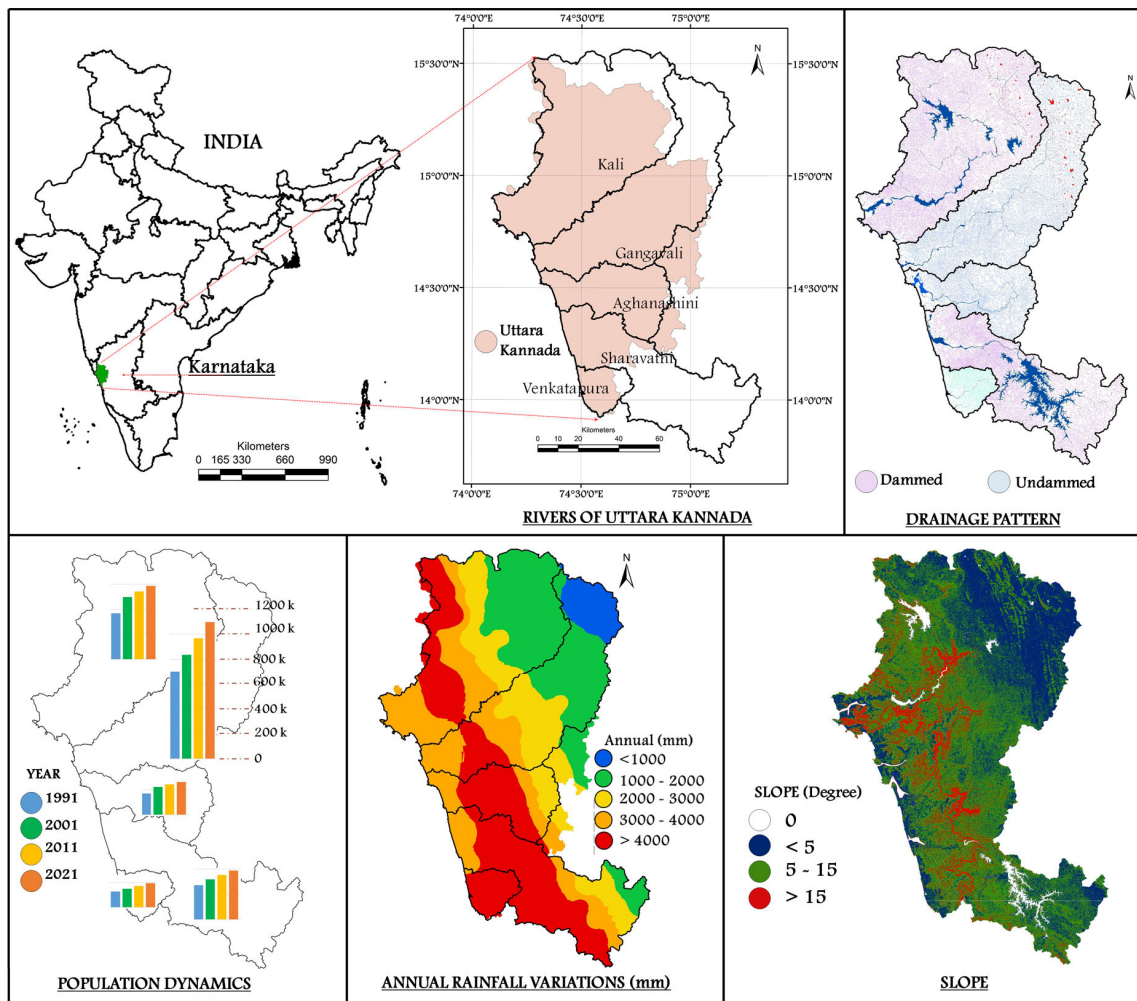 INDIA
Karnataka
Kilometers
0 165 330 660 990
74°0'0"E 74°30'0"E 75°0'0"E
N
15°30'0"N 15°30'0"N
15°0'0"N 15°0'0"N
14°30'0"N 14°30'0"N
14°0'0"N 14°0'0"N
Kali
Gangavali
Aghanashini
Sharavathi
Venkatapura
Uttara
Kannada
Kilometers
0 10 20 40 60
74°0'0"E 74°30'0"E 75°0'0"E
RIVERS OF UTTARA KANNADA
N
Dammed Undammed
DRAINAGE PATTERN
1200 k
1000 k
800 k
600 k
400 k
200 k
0
YEAR
1991
2001
2011
2021
POPULATION DYNAMICS
N
Annual (mm)
<1000
1000 - 2000
2000 - 3000
3000 - 4000
> 4000
ANNUAL RAINFALL VARIATIONS (mm)
SLOPE (Degree)
0
< 5
5 - 15
> 15
SLOPE